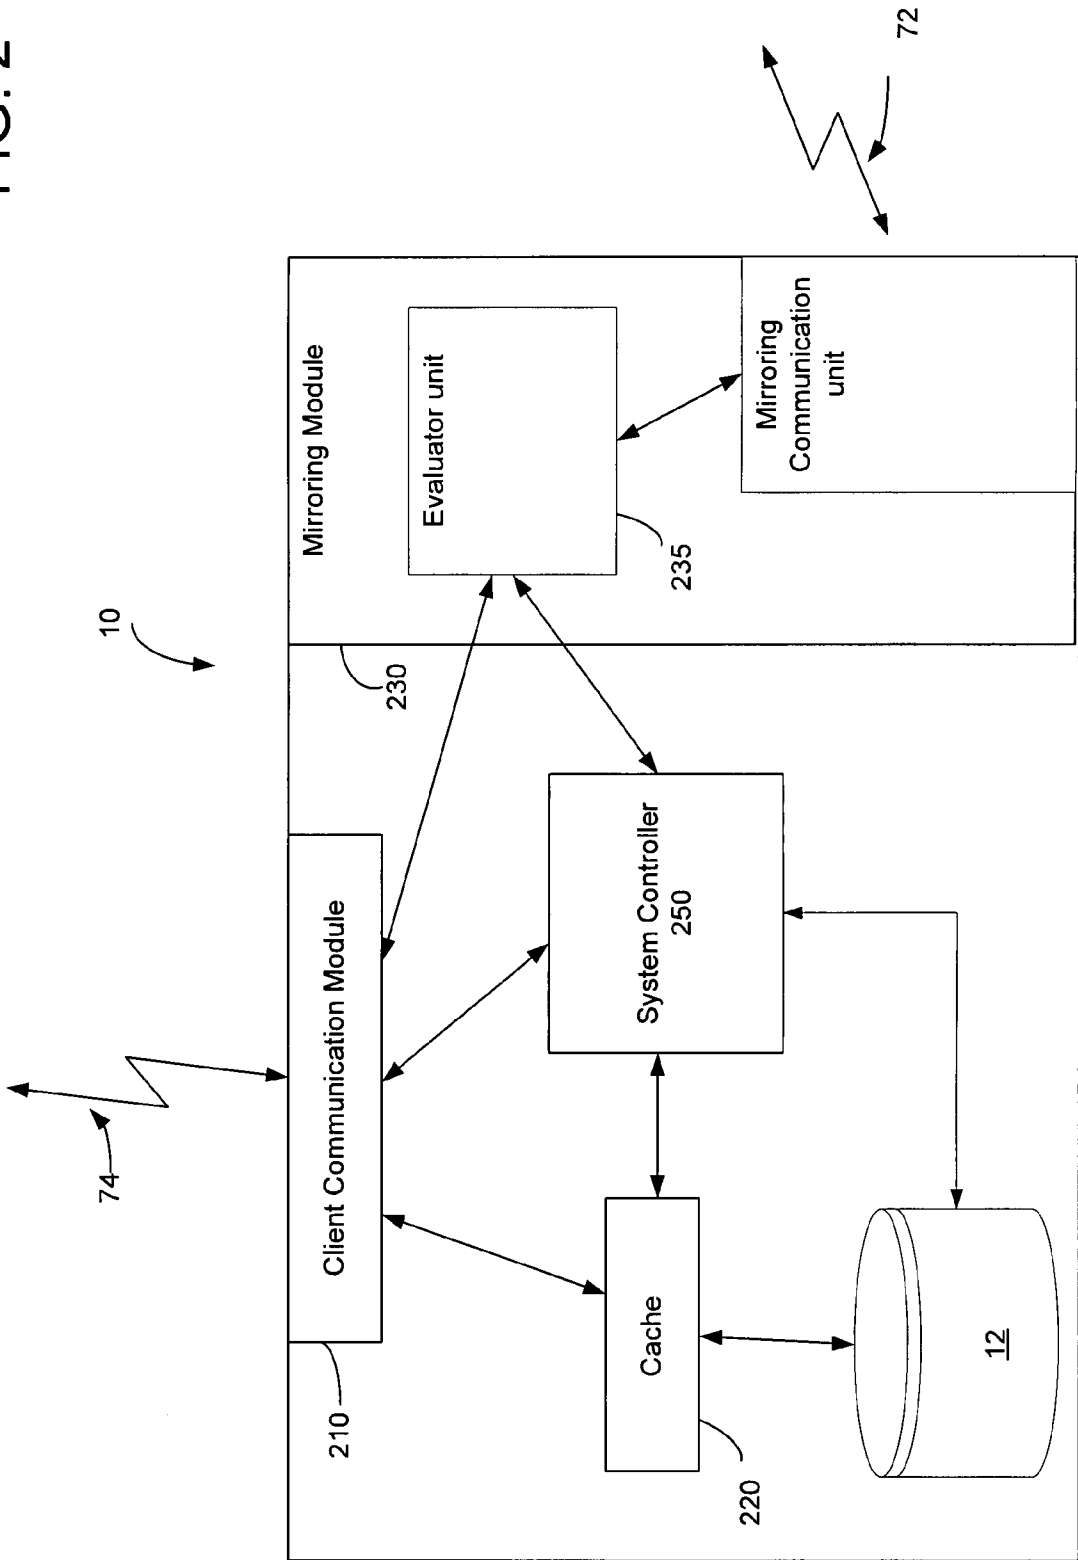 FIG. 2
10
74
72
Client Communication Module
210
Mirroring Module
230
Evaluator unit
235
Mirroring
Communication
unit
System Controller
250
Cache
220
12